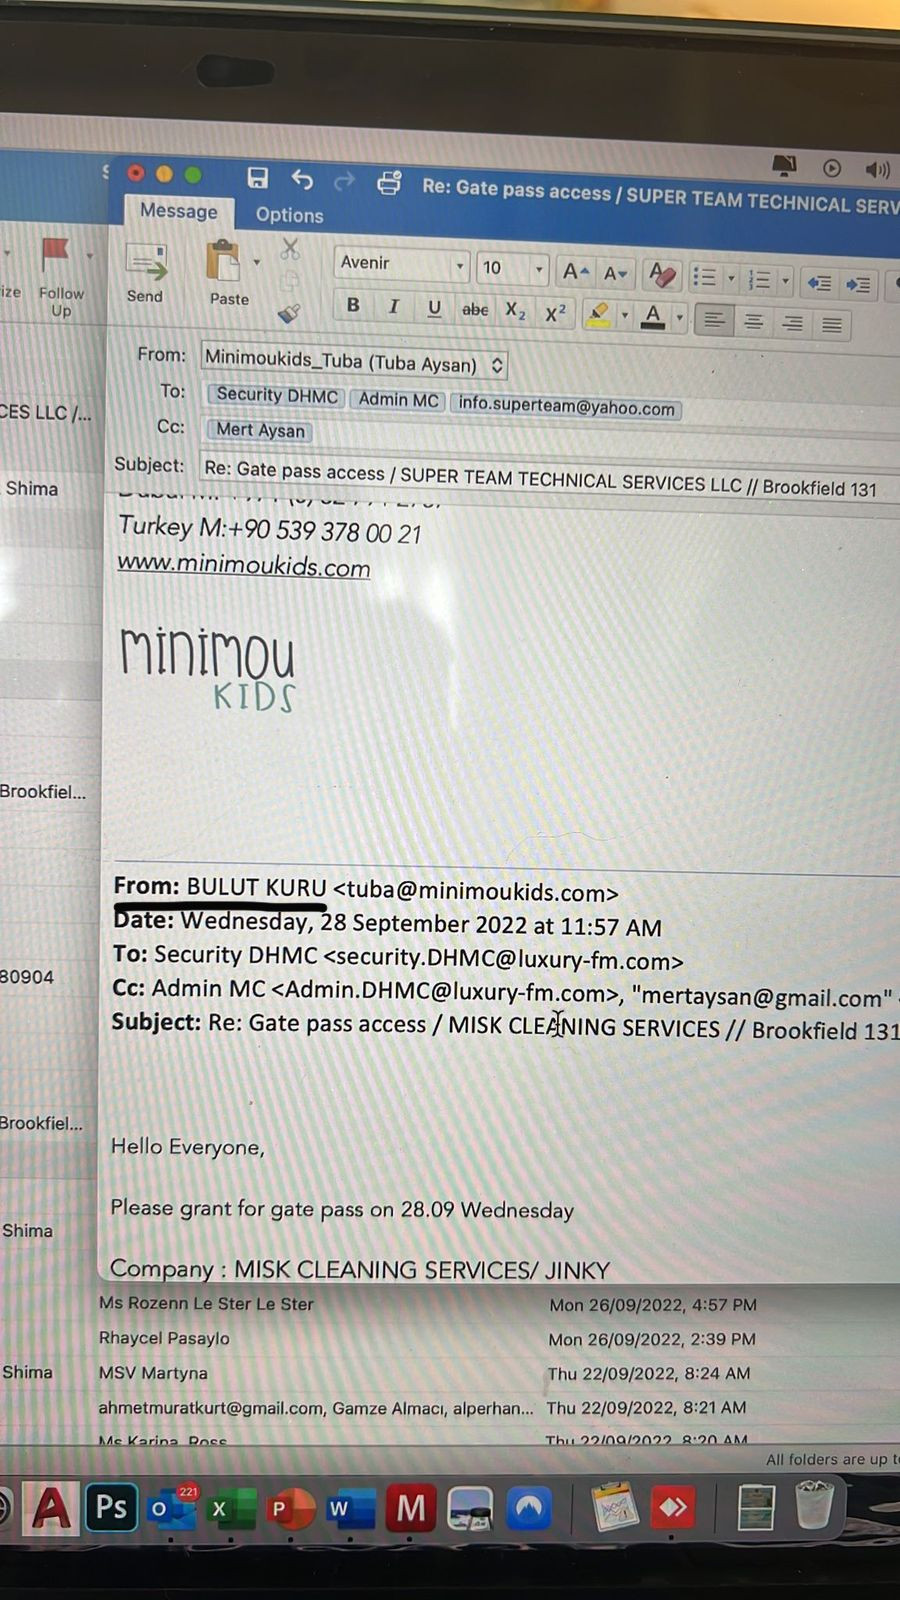 Re: Gate pass access / SUPER TEAM TECHNICAL SERV
Message
Options
ize
Follow Up
Send
Paste
Avenir
10
A A A
B I U abc X₂ X² A
From: Minimoukids_Tuba (Tuba Aysan)
To: Security DHMC Admin MC info.superteam@yahoo.com
Cc: Mert Aysan
Subject: Re: Gate pass access / SUPER TEAM TECHNICAL SERVICES LLC // Brookfield 131
CES LLC /...
Shima
Turkey M:+90 539 378 00 21
www.minimoukids.com
minimou
KIDS
Brookfiel...
From: BULUT KURU <tuba@minimoukids.com>
Date: Wednesday, 28 September 2022 at 11:57 AM
To: Security DHMC <security.DHMC@luxury-fm.com>
Cc: Admin MC <Admin.DHMC@luxury-fm.com>, "mertaysan@gmail.com"
Subject: Re: Gate pass access / MISK CLEANING SERVICES // Brookfield 131
80904
Brookfiel...
Hello Everyone,
Please grant for gate pass on 28.09 Wednesday
Shima
Company : MISK CLEANING SERVICES/ JINKY
Ms Rozenn Le Ster Le Ster Mon 26/09/2022, 4:57 PM
Rhaycel Pasaylo Mon 26/09/2022, 2:39 PM
Shima MSV Martyna Thu 22/09/2022, 8:24 AM
ahmetmuratkurt@gmail.com, Gamze Almacı, alperhan... Thu 22/09/2022, 8:21 AM
Ms Karina Ross Thu 22/09/2022, 8:20 AM
All folders are up t
A Ps O 221 X P W M